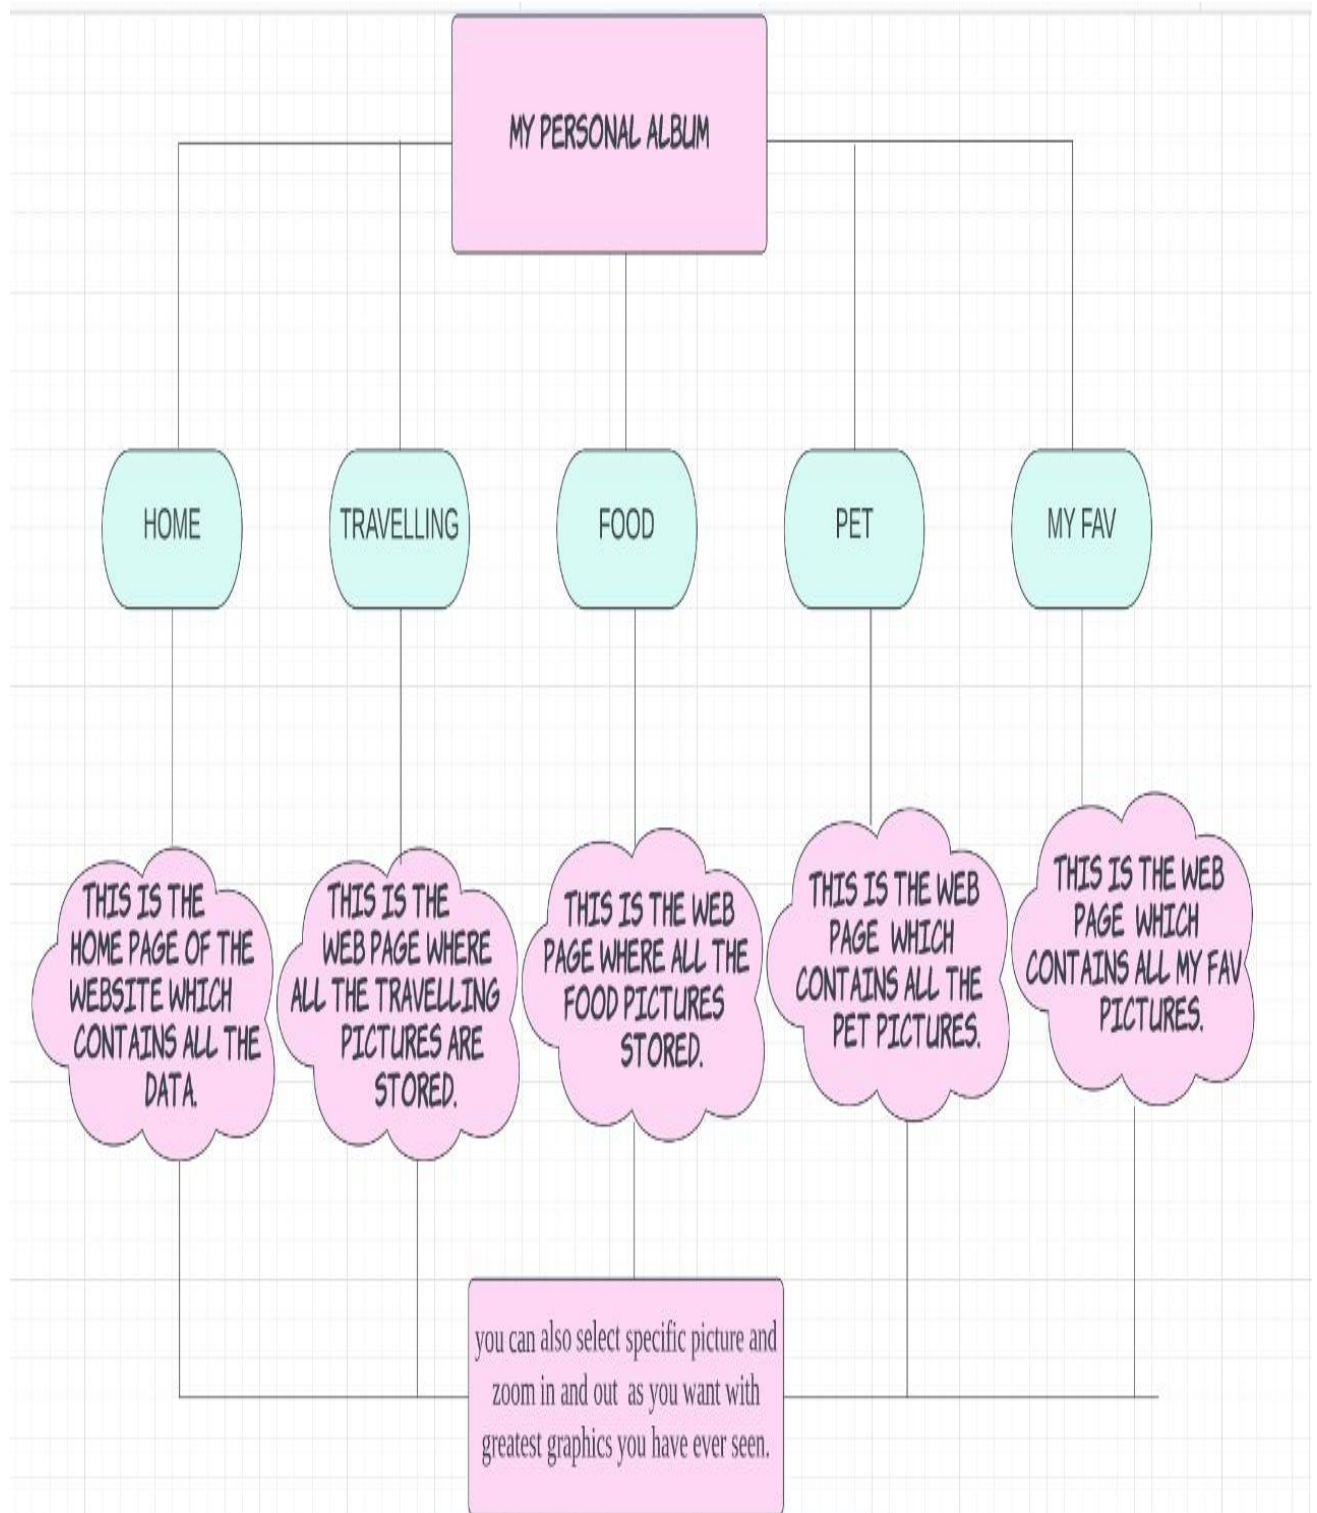 MY PERSONAL ALBUM
HOME
TRAVELLING
FOOD
PET
MY FAV
THIS IS THE
HOME PAGE OF THE
WEBSITE WHICH
CONTAINS ALL THE
DATA.
THIS IS THE
WEB PAGE WHERE
ALL THE TRAVELLING
PICTURES ARE
STORED.
THIS IS THE WEB
PAGE WHERE ALL THE
FOOD PICTURES
STORED.
THIS IS THE WEB
PAGE WHICH
CONTAINS ALL THE
PET PICTURES.
THIS IS THE WEB
PAGE WHICH
CONTAINS ALL MY FAV
PICTURES.
you can also select specific picture and
zoom in and out as you want with
greatest graphics you have ever seen.